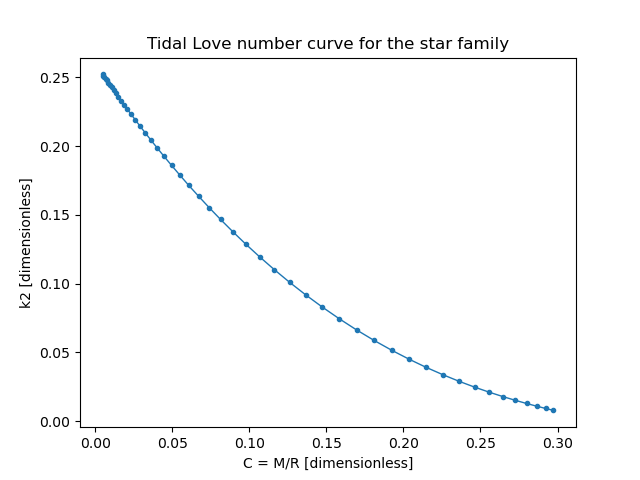 Tidal Love number curve for the star family
0.25
0.20
0.15
0.10
0.05
0.00
k2 [dimensionless]
0.00 0.05 0.10 0.15 0.20 0.25 0.30
C = M/R [dimensionless]